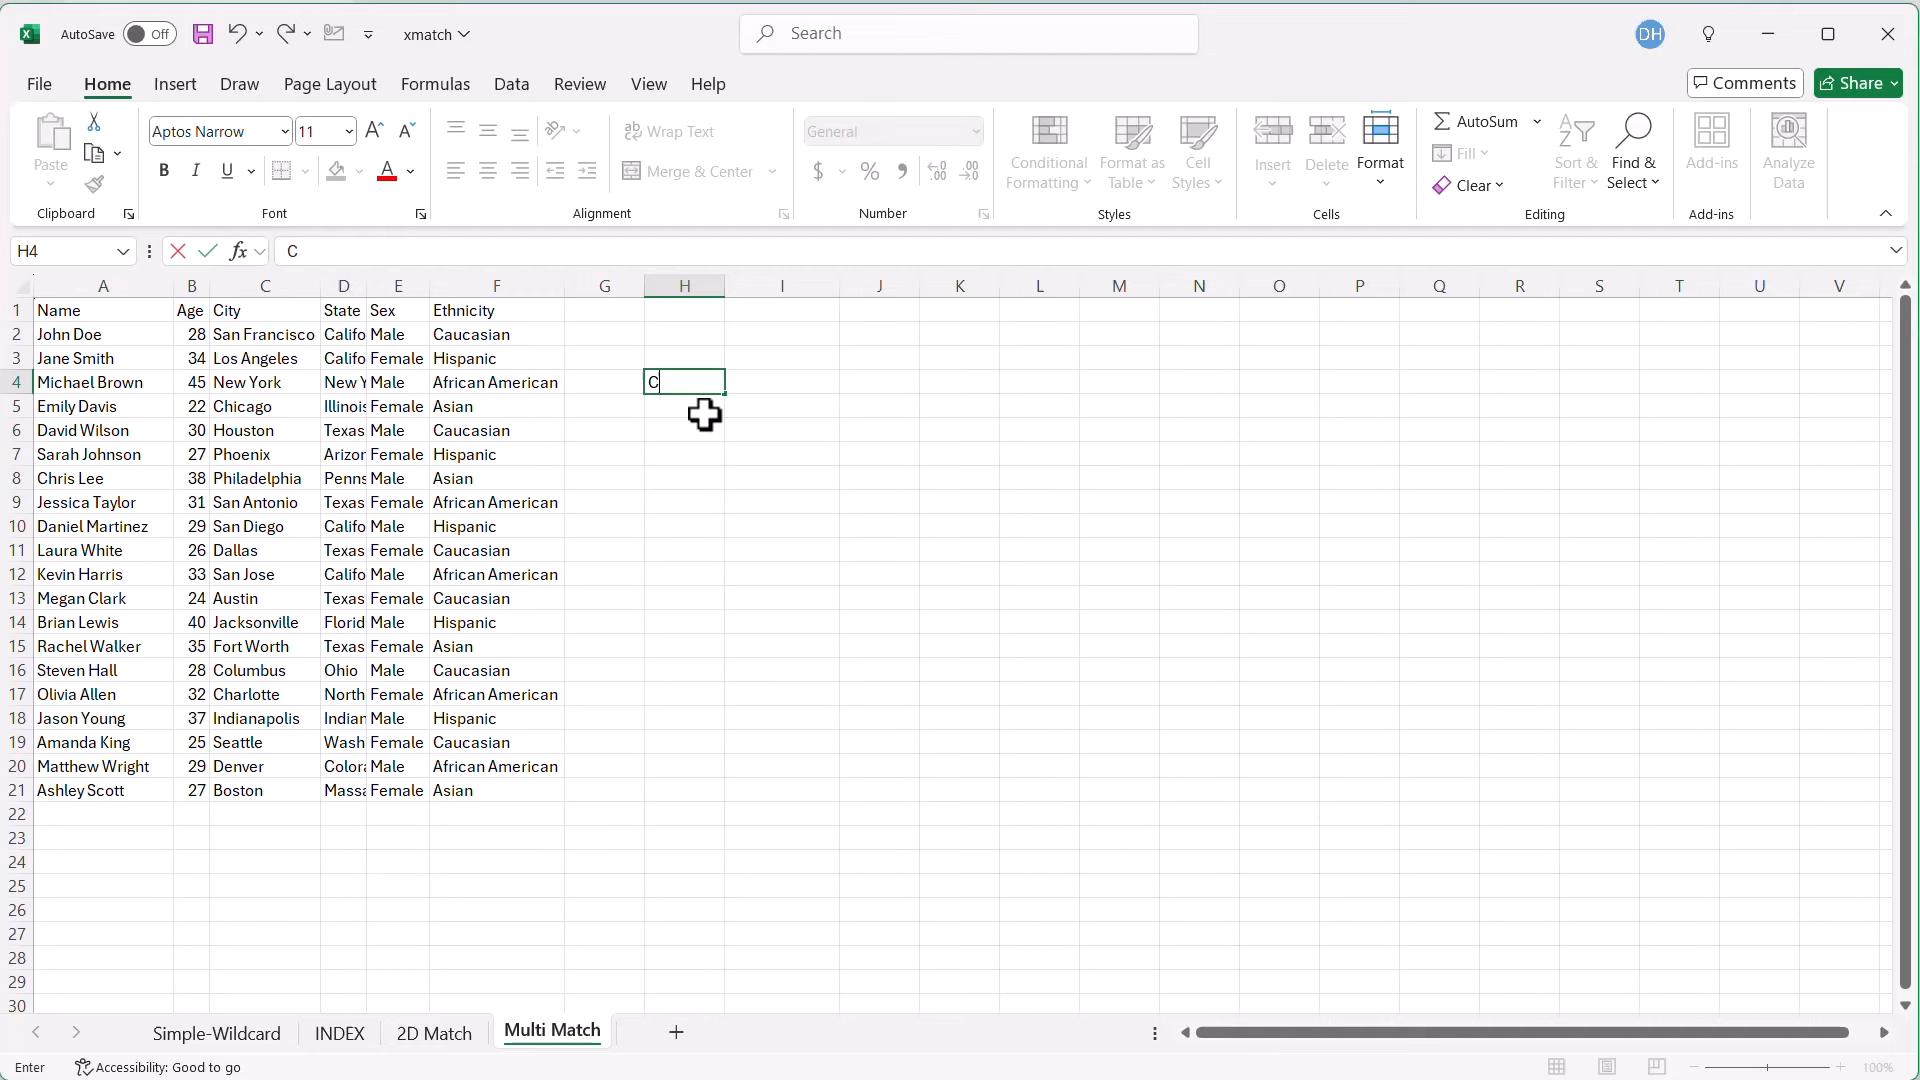 AutoSave Off xmatch Search DH
File Home Insert Draw Page Layout Formulas Data Review View Help Comments Share
Paste Aptos Narrow 11 B I U A Wrap Text Merge & Center General $ % Conditional Formatting Format as Table Cell Styles Insert Delete Format AutoSum Fill Clear Sort & Filter Find & Select Add-ins Analyze Data
Clipboard Font Alignment Number Styles Cells Editing Add-ins
H4 fx C
A B C D E F G H I J K L M N O P Q R S T U V
1 Name Age City State Sex Ethnicity
2 John Doe 28 San Francisco Califo Male Caucasian
3 Jane Smith 34 Los Angeles Califo Female Hispanic
4 Michael Brown 45 New York New Y Male African American C
5 Emily Davis 22 Chicago Illinois Female Asian
6 David Wilson 30 Houston Texas Male Caucasian
7 Sarah Johnson 27 Phoenix Arizon Female Hispanic
8 Chris Lee 38 Philadelphia Penns Male Asian
9 Jessica Taylor 31 San Antonio Texas Female African American
10 Daniel Martinez 29 San Diego Califo Male Hispanic
11 Laura White 26 Dallas Texas Female Caucasian
12 Kevin Harris 33 San Jose Califo Male African American
13 Megan Clark 24 Austin Texas Female Caucasian
14 Brian Lewis 40 Jacksonville Florid Male Hispanic
15 Rachel Walker 35 Fort Worth Texas Female Asian
16 Steven Hall 28 Columbus Ohio Male Caucasian
17 Olivia Allen 32 Charlotte North Female African American
18 Jason Young 37 Indianapolis Indian Male Hispanic
19 Amanda King 25 Seattle Wash Female Caucasian
20 Matthew Wright 29 Denver Colora Male African American
21 Ashley Scott 27 Boston Massa Female Asian
22
23
24
25
26
27
28
29
30
Simple-Wildcard INDEX 2D Match Multi Match
Enter Accessibility: Good to go 100%